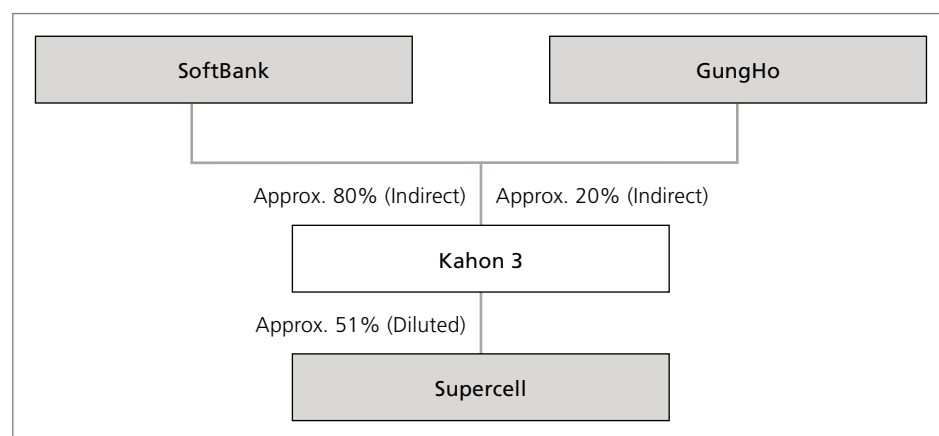 SoftBank
GungHo
Approx. 80% (Indirect)
Approx. 20% (Indirect)
Kahon 3
Approx. 51% (Diluted)
Supercell